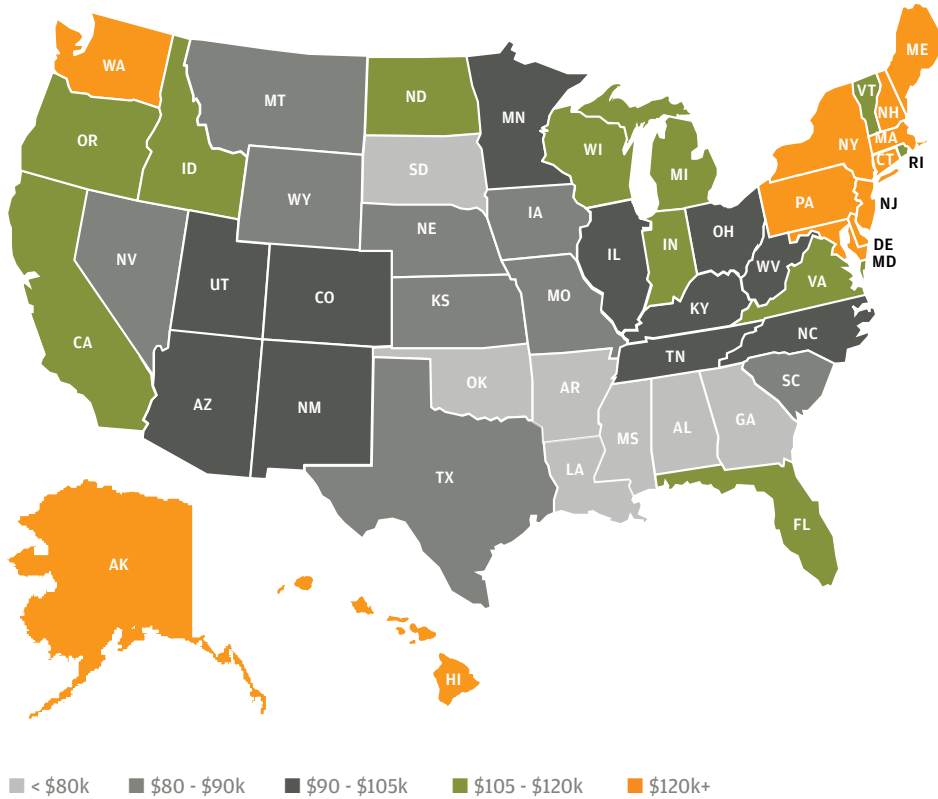 ME
WA
VT
MT
ND
NH
MN
MA
OR
NY
WI
CT
RI
ID
SD
MI
WY
PA
NJ
IA
NE
OH
DE
IN
NV
IL
MD
WV
UT
VA
CO
KS
MO
KY
NC
CA
TN
OK
SC
AR
AZ
NM
GA
AL
MS
LA
TX
FL
AK
HI
< $80k $80 - $90k $90 - $105k $105 - $120k $120k+